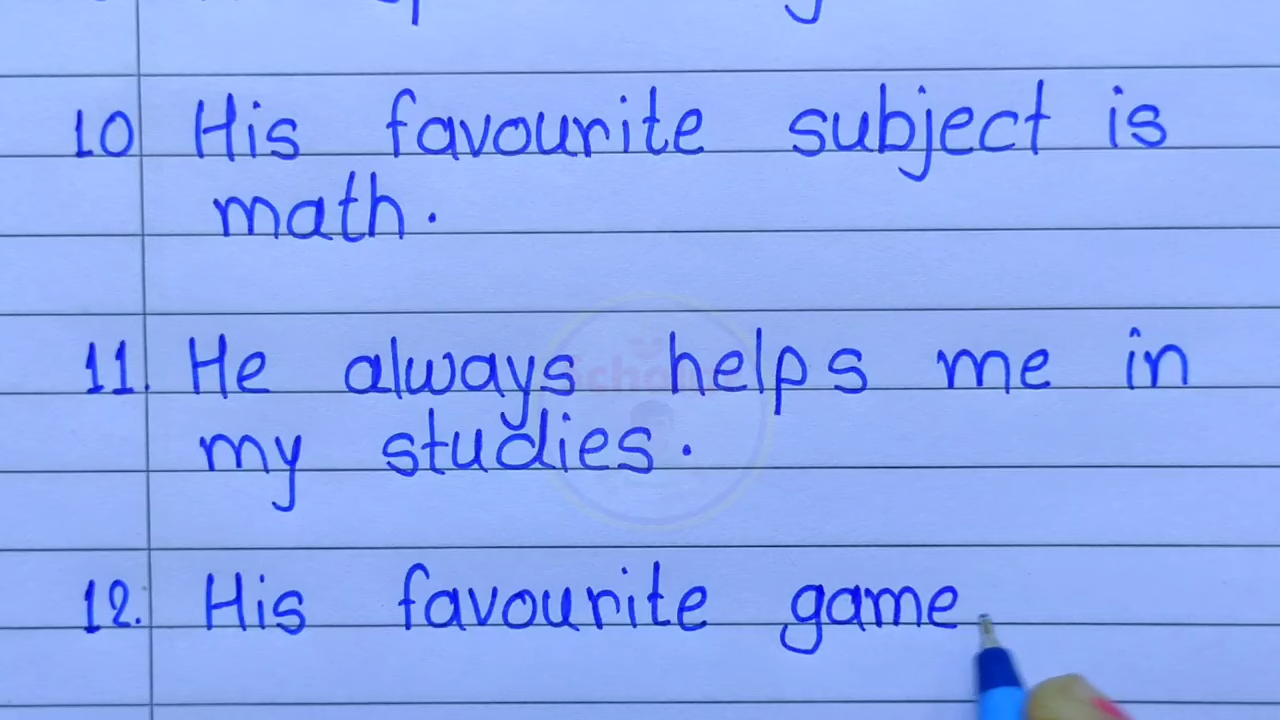 10 His favourite subject is
math.
11. He always helps me in
my studies.
12. His favourite game